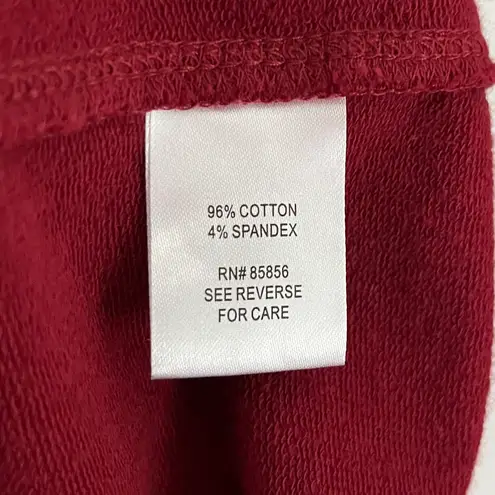 96% COTTON
4% SPANDEX
RN# 85856
SEE REVERSE
FOR CARE